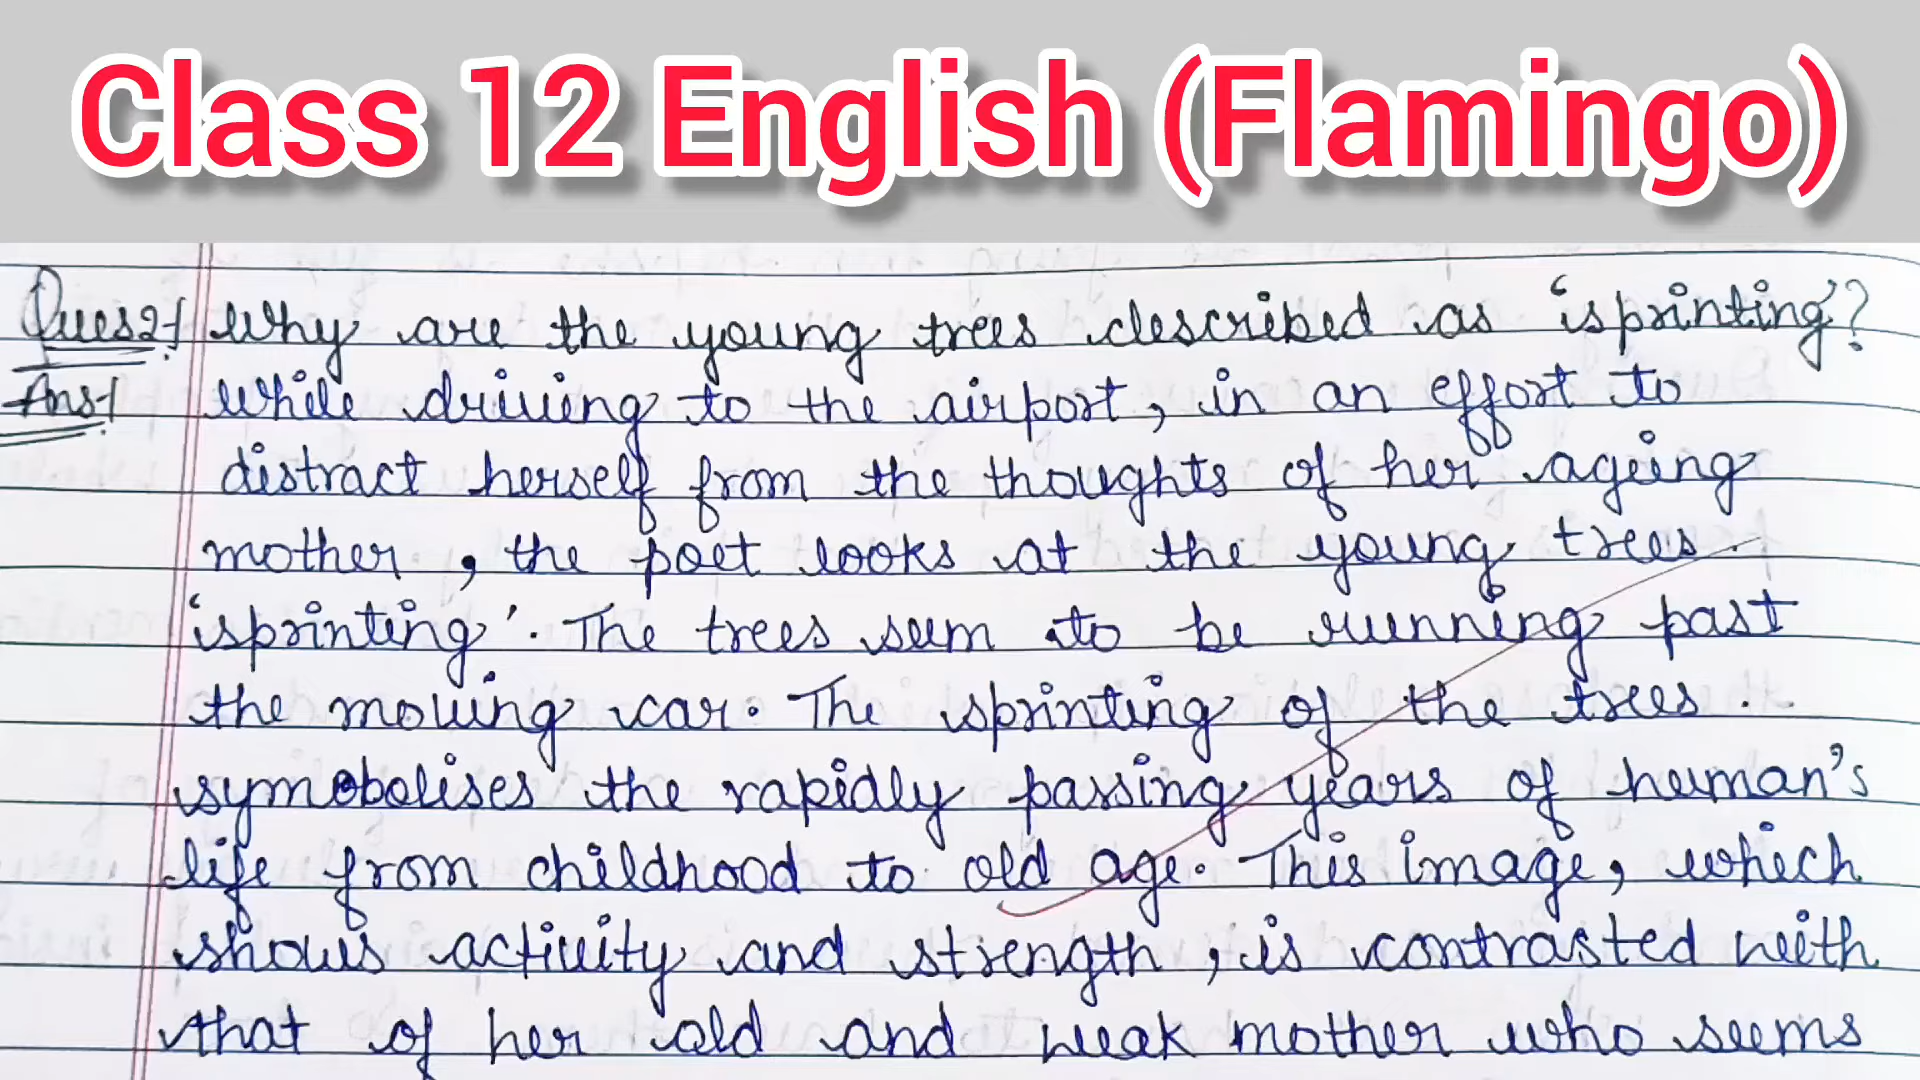 Class 12 English (Flamingo)
Ques2+ Why are the young trees described as 'sprinting'?
Ans+ While driving to the airport, in an effort to
distract herself from the thoughts of her ageing
mother, the poet looks at the young trees
'sprinting'. The trees seem to be running past
the moving car. The sprinting of the trees
symobolises the rapidly passing years of human's
life from childhood to old age. This image, which
shows activity and strength, is contrasted with
that of her old and weak mother who seems